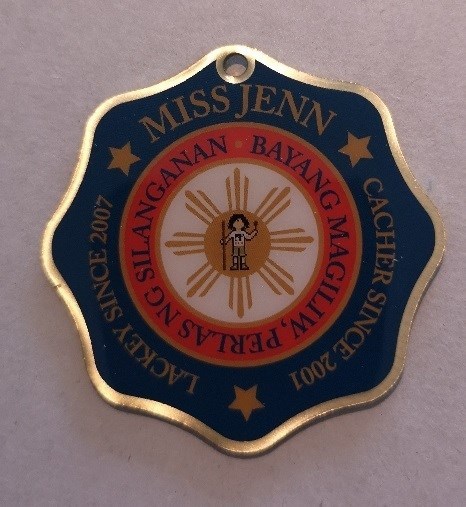 MISS JENN
CACHER SINCE 2001
LACKEY SINCE 2007
BAYANG MAGILIW, PERLAS NG SILANGANAN